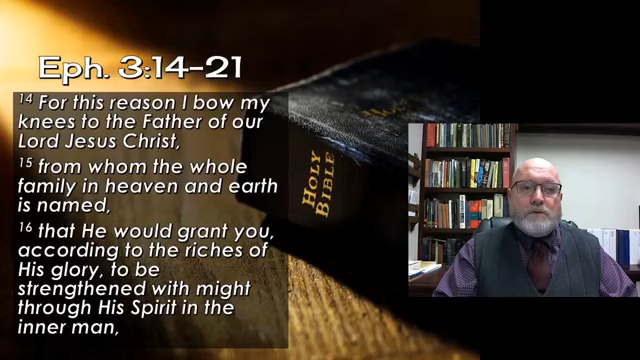 Eph. 3:14-21
14 For this reason I bow my
knees to the Father of our
Lord Jesus Christ,
15 from whom the whole
family in heaven and earth
is named,
16 that He would grant you,
according to the riches of
His glory, to be
strengthened with might
through His Spirit in the
inner man,
HOLY
BIBLE